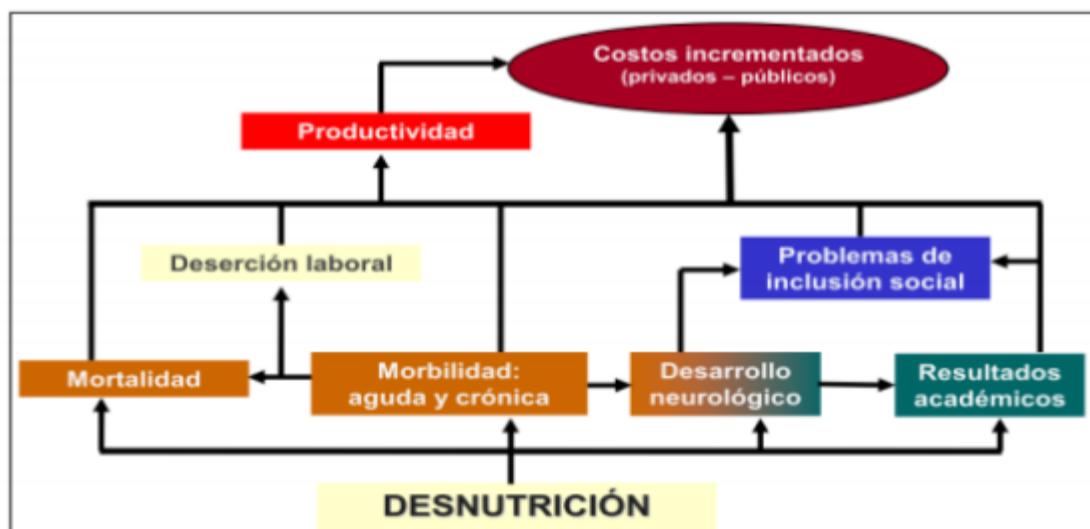 Costos incrementados
(privados – públicos)
Productividad
Deserción laboral
Problemas de
inclusión social
Mortalidad
Morbilidad:
aguda y crónica
Desarrollo
neurológico
Resultados
académicos
DESNUTRICIÓN